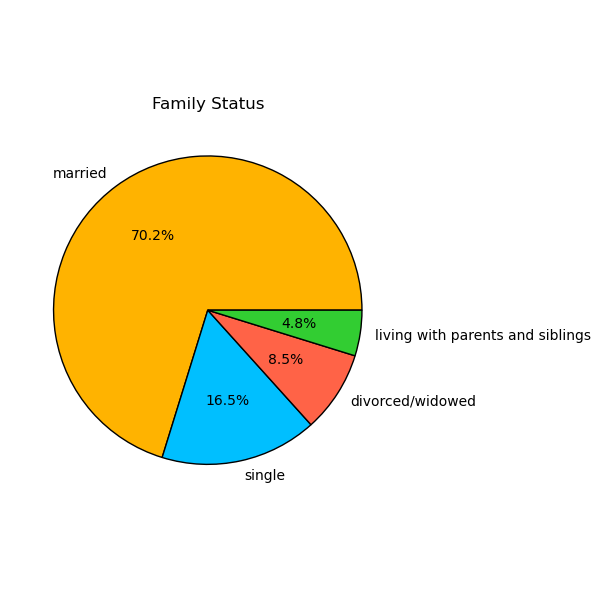 Family Status
married
70.2%
4.8%
living with parents and siblings
8.5%
divorced/widowed
16.5%
single